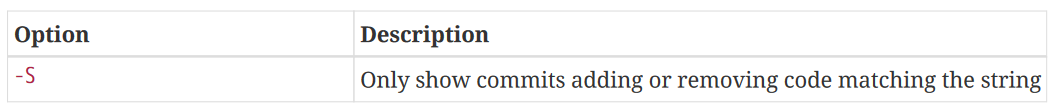 Option Description
-S Only show commits adding or removing code matching the string